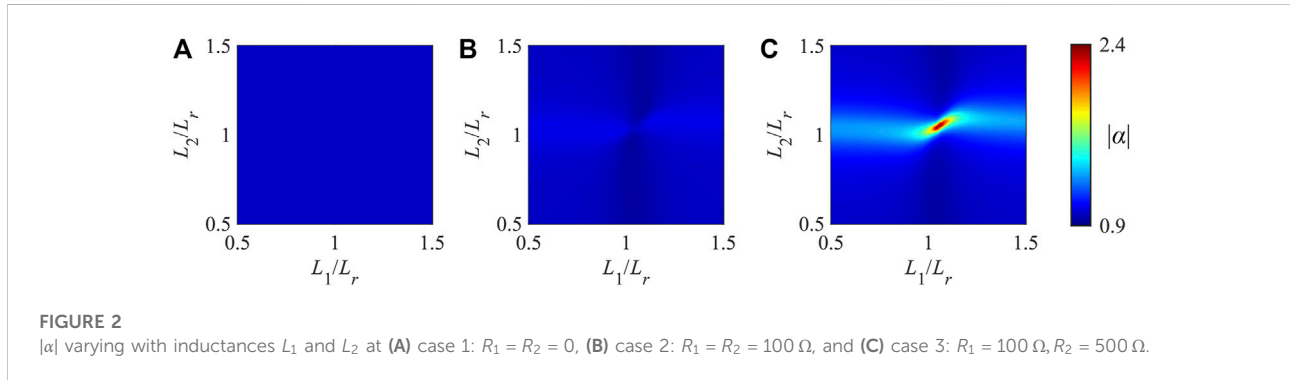 A
1.5
1
0.5
L2/Lr
0.5
1
1.5
L1/Lr
B
1.5
1
0.5
L2/Lr
0.5
1
1.5
L1/Lr
C
1.5
1
0.5
L2/Lr
0.5
1
1.5
L1/Lr
2.4
|α|
0.9
FIGURE 2
|α| varying with inductances L1 and L2 at (A) case 1: R1 = R2 = 0, (B) case 2: R1 = R2 = 100 Ω, and (C) case 3: R1 = 100 Ω, R2 = 500 Ω.